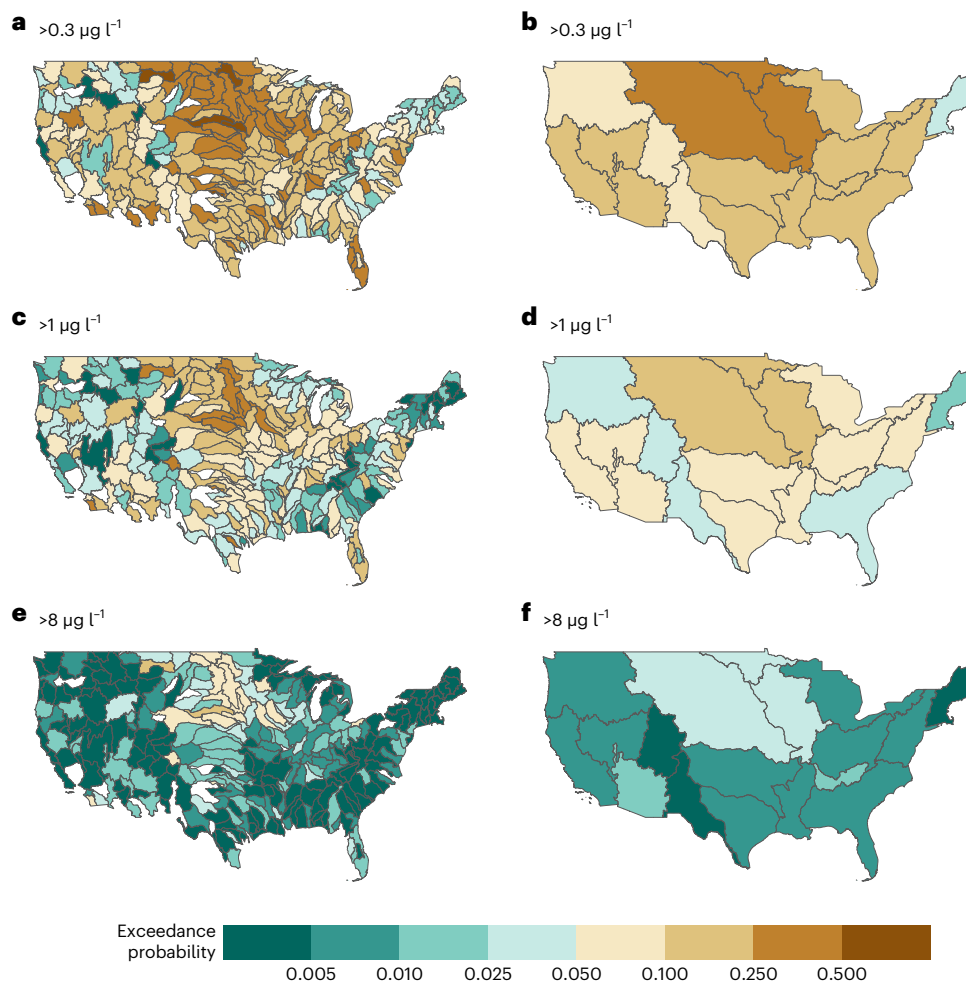 a >0.3 µg l⁻¹
b >0.3 µg l⁻¹
c >1 µg l⁻¹
d >1 µg l⁻¹
e >8 µg l⁻¹
f >8 µg l⁻¹
Exceedance
probability
0.005 0.010 0.025 0.050 0.100 0.250 0.500